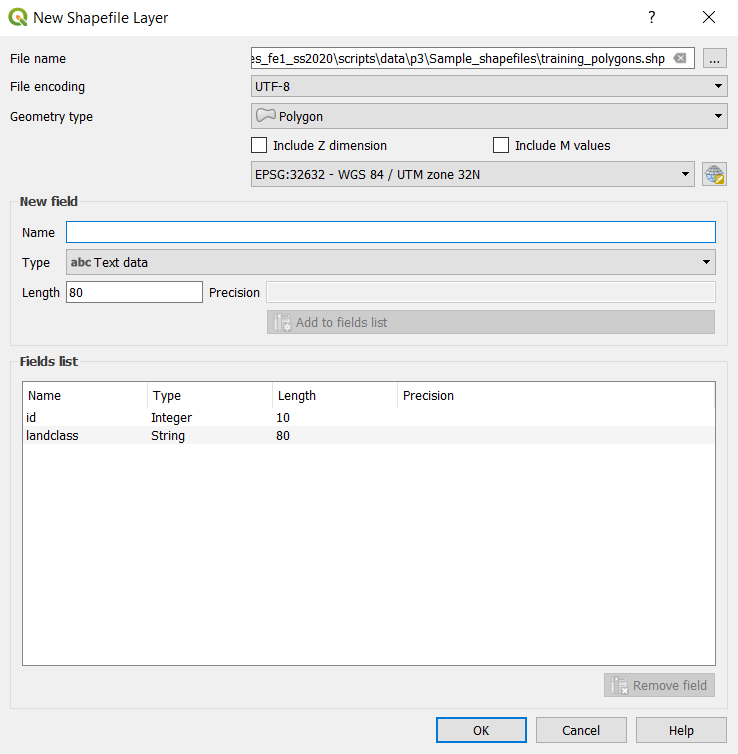 New Shapefile Layer
?
File name
es_fe1_ss2020\scripts\data\p3\Sample_shapefiles\training_polygons.shp
...
File encoding
UTF-8
Geometry type
Polygon
Include Z dimension
Include M values
EPSG:32632 - WGS 84 / UTM zone 32N
New field
Name
Type
abc Text data
Length
80
Precision
Add to fields list
Fields list
Name Type Length Precision
id Integer 10
landclass String 80
Remove field
OK Cancel Help